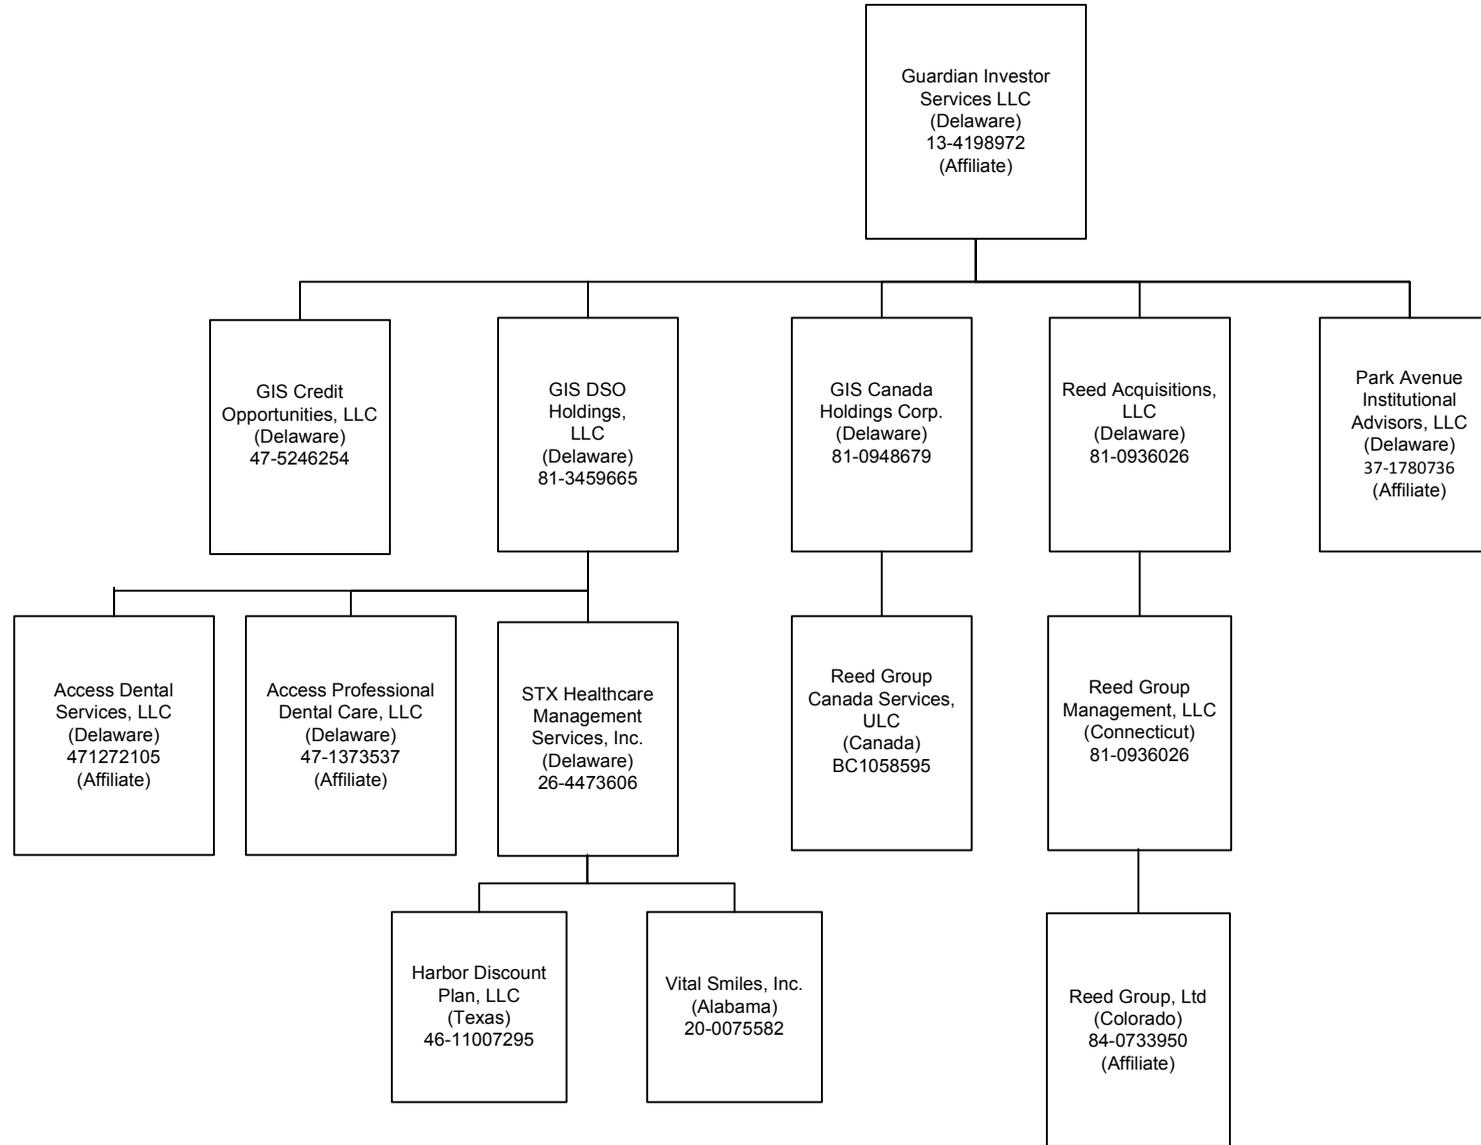 Guardian Investor
Services LLC
(Delaware)
13-4198972
(Affiliate)
GIS Credit
Opportunities, LLC
(Delaware)
47-5246254
GIS DSO
Holdings,
LLC
(Delaware)
81-3459665
GIS Canada
Holdings Corp.
(Delaware)
81-0948679
Reed Acquisitions,
LLC
(Delaware)
81-0936026
Park Avenue
Institutional
Advisors, LLC
(Delaware)
37-1780736
(Affiliate)
Access Dental
Services, LLC
(Delaware)
471272105
(Affiliate)
Access Professional
Dental Care, LLC
(Delaware)
47-1373537
(Affiliate)
STX Healthcare
Management
Services, Inc.
(Delaware)
26-4473606
Reed Group
Canada Services,
ULC
(Canada)
BC1058595
Reed Group
Management, LLC
(Connecticut)
81-0936026
Harbor Discount
Plan, LLC
(Texas)
46-11007295
Vital Smiles, Inc.
(Alabama)
20-0075582
Reed Group, Ltd
(Colorado)
84-0733950
(Affiliate)